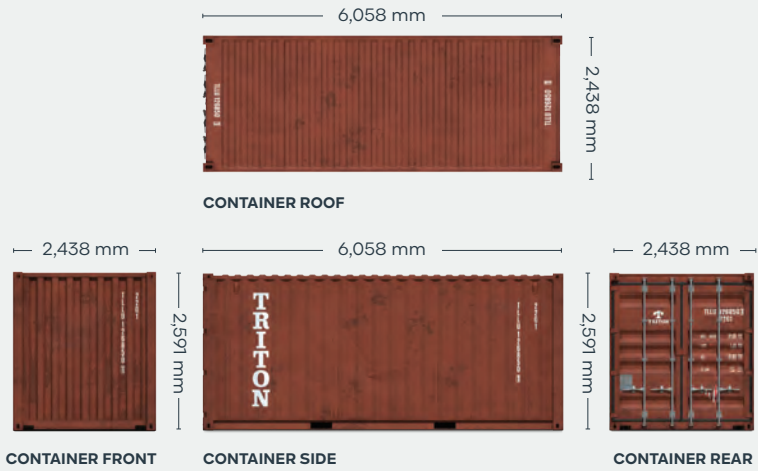 6,058 mm
2,438 mm
CONTAINER ROOF
2,438 mm
6,058 mm
2,438 mm
2,591 mm
TRITON
2,591 mm
CONTAINER FRONT
CONTAINER SIDE
CONTAINER REAR